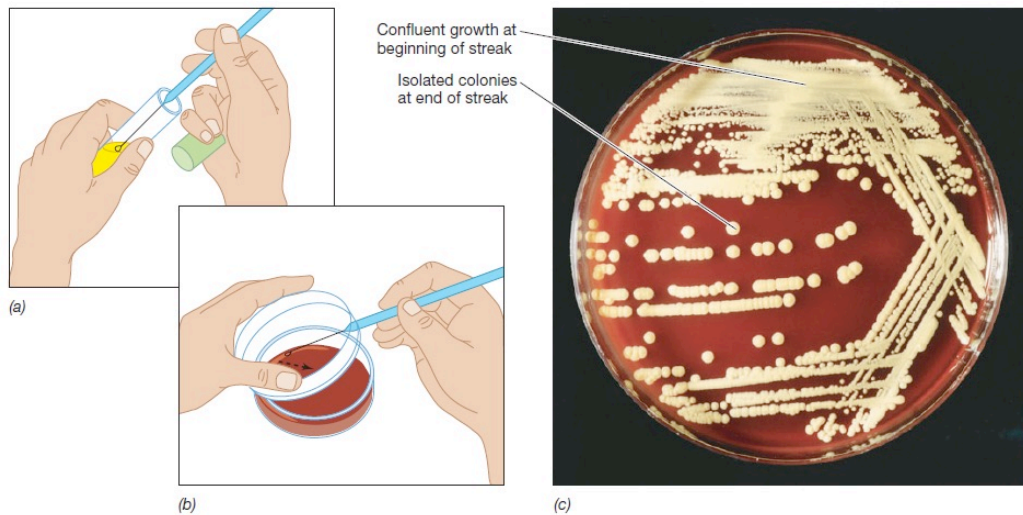 Confluent growth at
beginning of streak
Isolated colonies
at end of streak
(a)
(b)
(c)